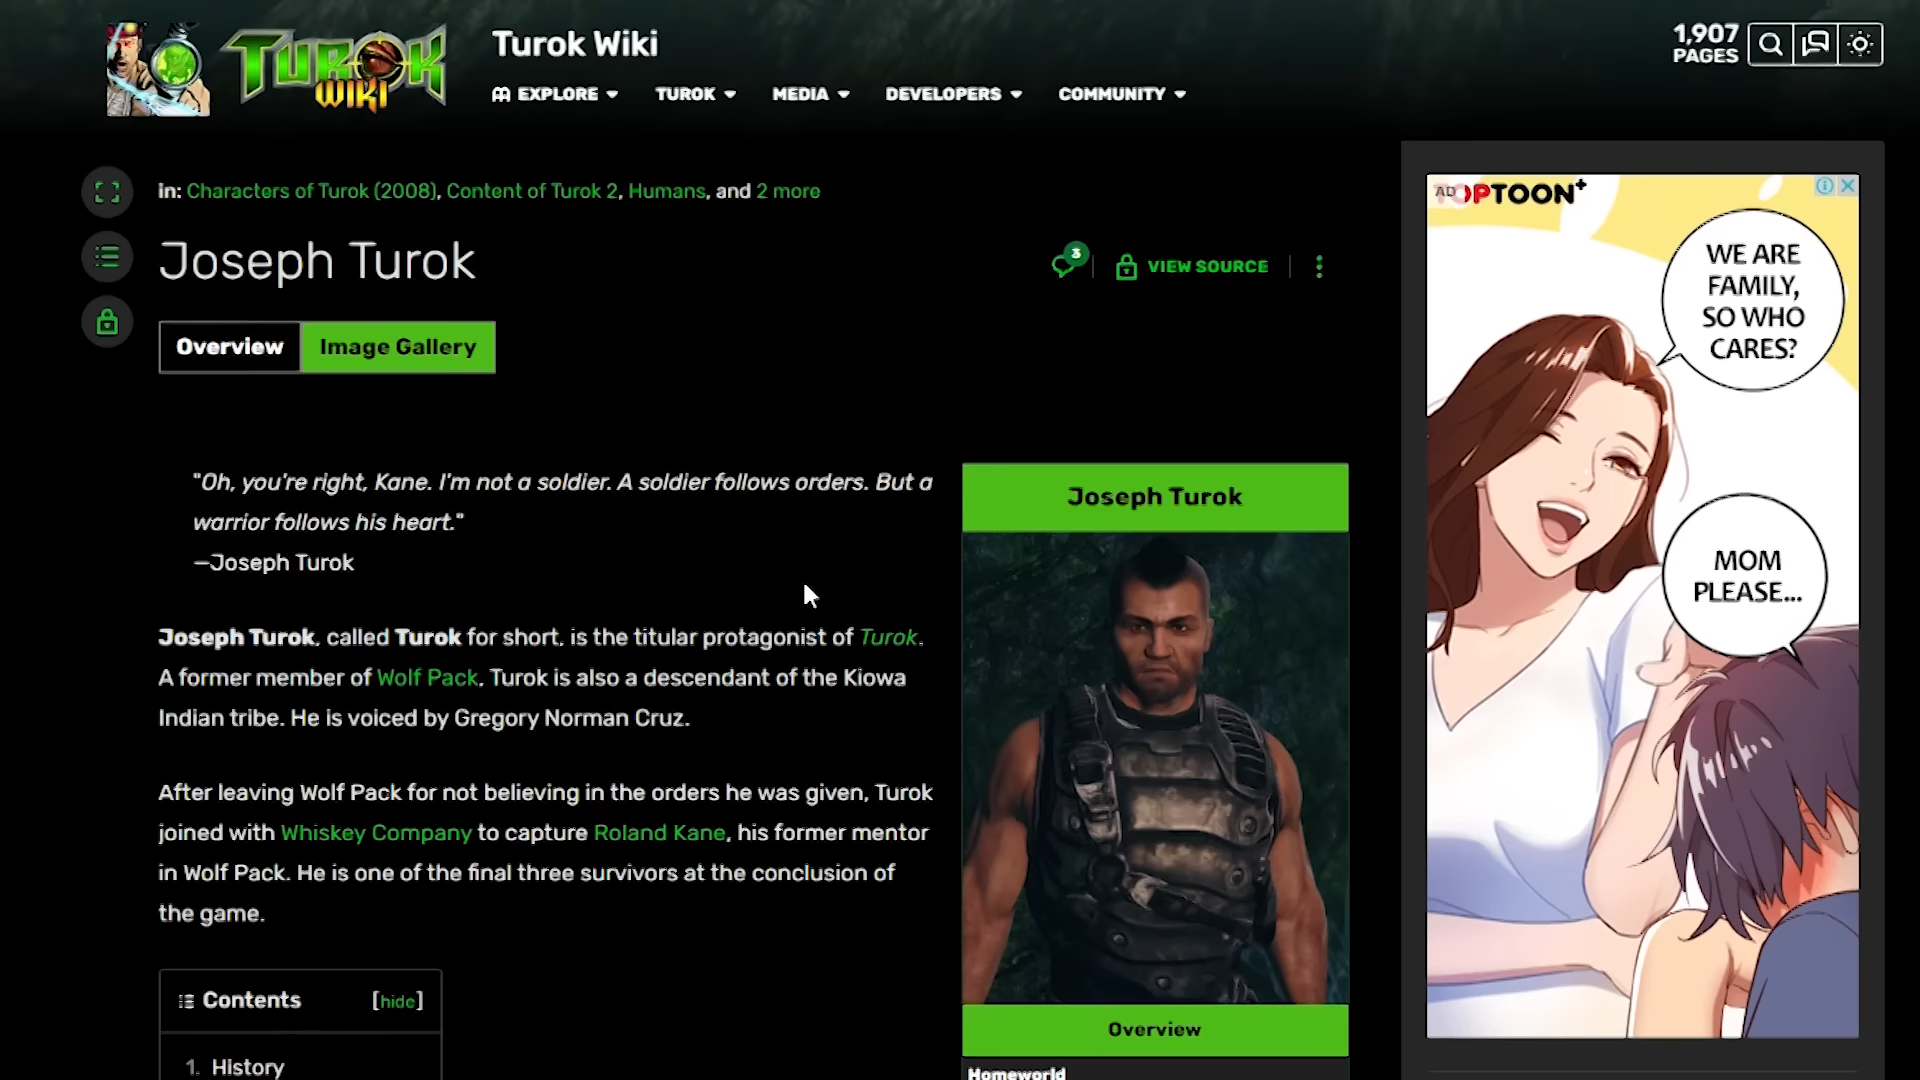 TUROK
WIKI
Turok Wiki
EXPLORE
TUROK
MEDIA
DEVELOPERS
COMMUNITY
1,907
PAGES
in: Characters of Turok (2008), Content of Turok 2, Humans, and 2 more
Joseph Turok
3
VIEW SOURCE
Overview
Image Gallery
"Oh, you're right, Kane. I'm not a soldier. A soldier follows orders. But a
warrior follows his heart."
—Joseph Turok
Joseph Turok, called Turok for short, is the titular protagonist of Turok.
A former member of Wolf Pack, Turok is also a descendant of the Kiowa
Indian tribe. He is voiced by Gregory Norman Cruz.
After leaving Wolf Pack for not believing in the orders he was given, Turok
joined with Whiskey Company to capture Roland Kane, his former mentor
in Wolf Pack. He is one of the final three survivors at the conclusion of
the game.
Contents [hide]
1. History
Joseph Turok
Overview
Homeworld
AD
TOPTOON+
WE ARE
FAMILY,
SO WHO
CARES?
MOM
PLEASE...